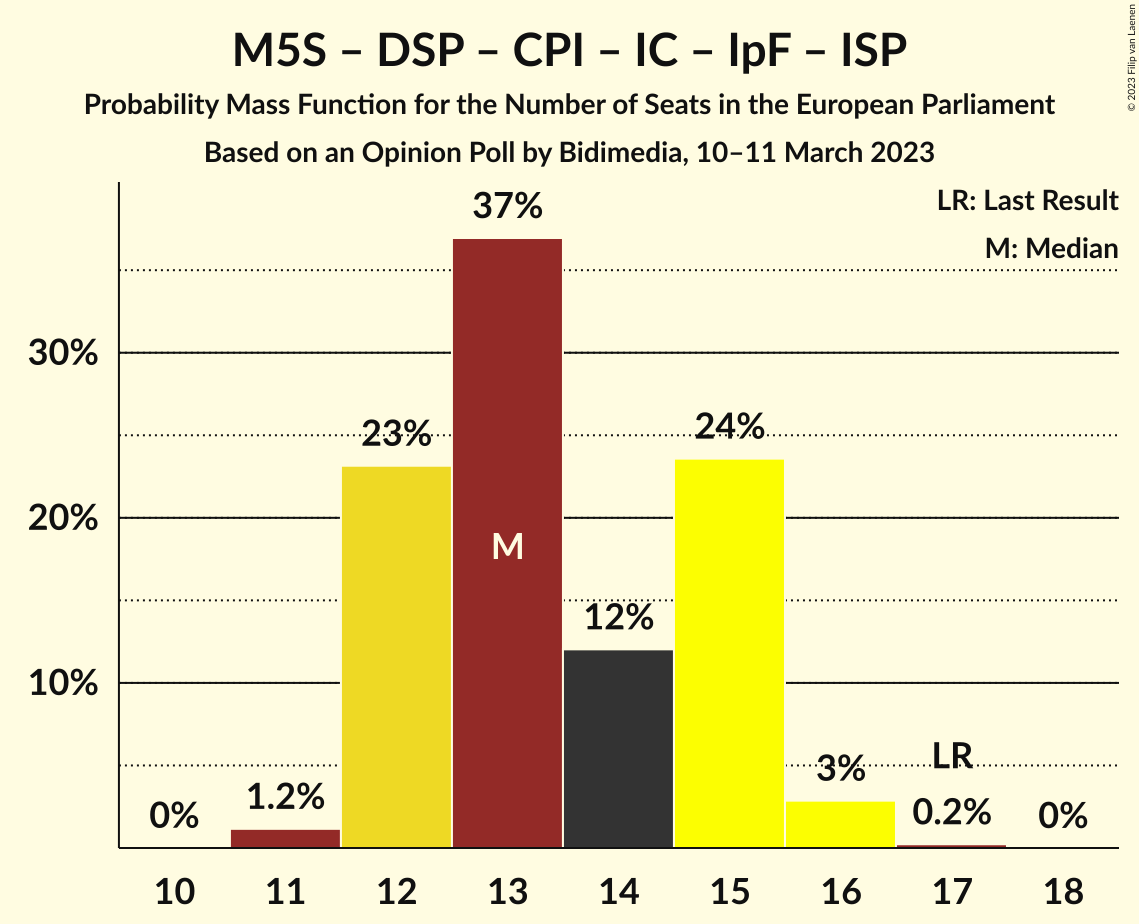 M5S – DSP – CPI – IC – IpF – ISP
Probability Mass Function for the Number of Seats in the European Parliament
Based on an Opinion Poll by Bidimedia, 10–11 March 2023
© 2023 Filip van Laenen
LR: Last Result
M: Median
37%
30%
23%
24%
20%
M
12%
10%
LR
3%
1.2%
0%
0.2%
0%
10 11 12 13 14 15 16 17 18